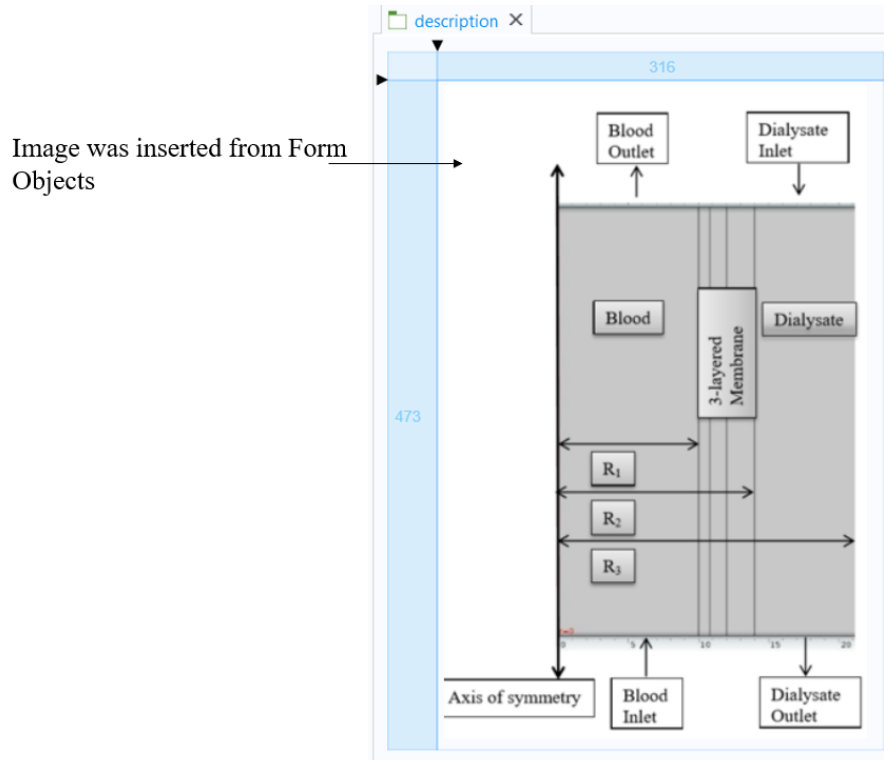 description
316
Image was inserted from Form
Objects
473
Blood
Outlet
Dialysate
Inlet
Blood
3-layered
Membrane
Dialysate
R₁
R₂
R₃
0 5 10 15 20
Axis of symmetry
Blood
Inlet
Dialysate
Outlet